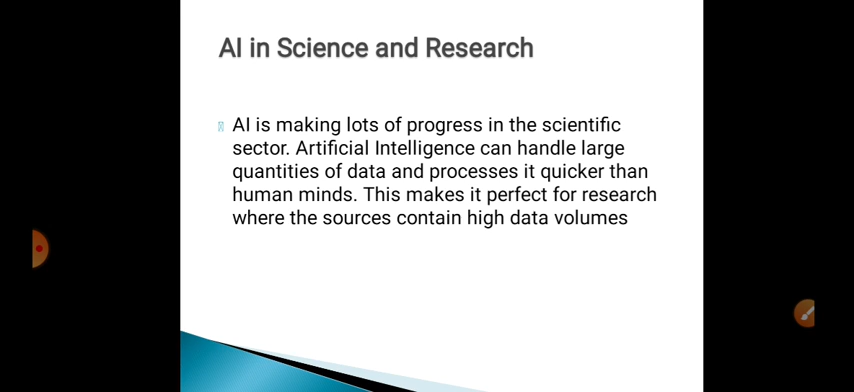 AI in Science and Research
AI is making lots of progress in the scientific
sector. Artificial Intelligence can handle large
quantities of data and processes it quicker than
human minds. This makes it perfect for research
where the sources contain high data volumes